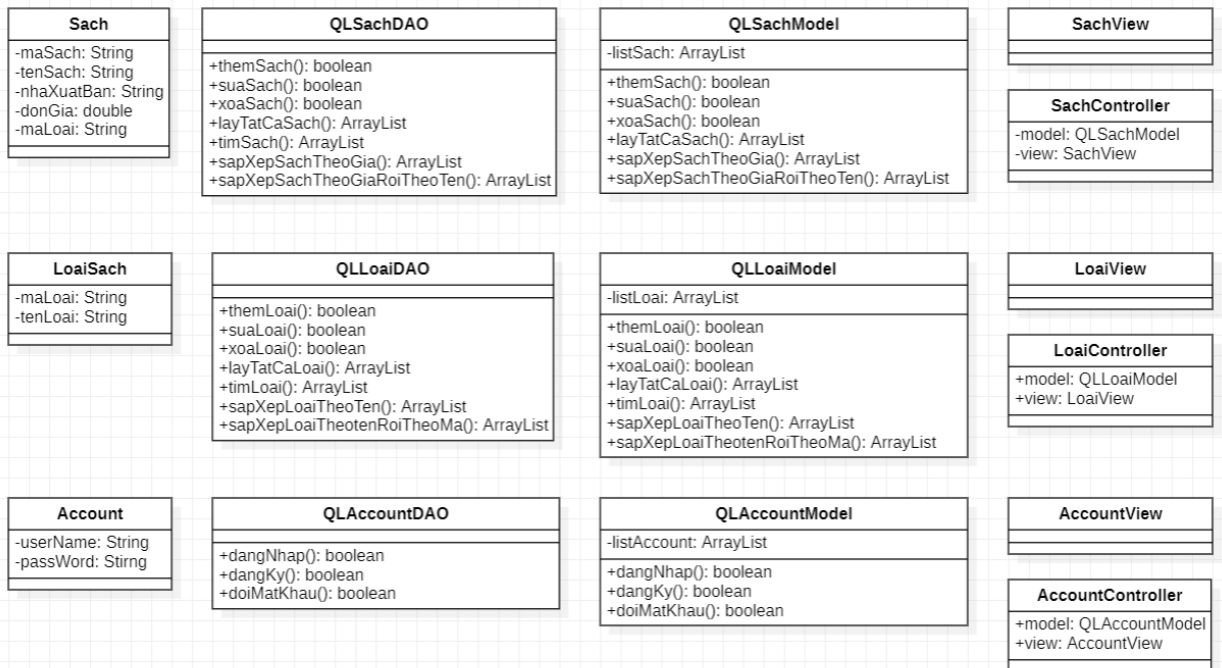 Sach
-maSach: String
-tenSach: String
-nhaXuatBan: String
-donGia: double
-maLoai: String
QLSachDAO
+themSach(): boolean
+suaSach(): boolean
+xoaSach(): boolean
+layTatCaSach(): ArrayList
+timSach(): ArrayList
+sapXepSachTheoGia(): ArrayList
+sapXepSachTheoGiaRoiTheoTen(): ArrayList
QLSachModel
-listSach: ArrayList
+themSach(): boolean
+suaSach(): boolean
+xoaSach(): boolean
+layTatCaSach(): ArrayList
+sapXepSachTheoGia(): ArrayList
+sapXepSachTheoGiaRoiTheoTen(): ArrayList
SachView
SachController
-model: QLSachModel
-view: SachView
LoaiSach
-maLoai: String
-tenLoai: String
QLLoaiDAO
+themLoai(): boolean
+suaLoai(): boolean
+xoaLoai(): boolean
+layTatCaLoai(): ArrayList
+timLoai(): ArrayList
+sapXepLoaiTheoTen(): ArrayList
+sapXepLoaiTheotenRoiTheoMa(): ArrayList
QLLoaiModel
-listLoai: ArrayList
+themLoai(): boolean
+suaLoai(): boolean
+xoaLoai(): boolean
+layTatCaLoai(): ArrayList
+timLoai(): ArrayList
+sapXepLoaiTheoTen(): ArrayList
+sapXepLoaiTheotenRoiTheoMa(): ArrayList
LoaiView
LoaiController
+model: QLLoaiModel
+view: LoaiView
Account
-userName: String
-passWord: Stirng
QLAccountDAO
+dangNhap(): boolean
+dangKy(): boolean
+doiMatKhau(): boolean
QLAccountModel
-listAccount: ArrayList
+dangNhap(): boolean
+dangKy(): boolean
+doiMatKhau(): boolean
AccountView
AccountController
+model: QLAccountModel
+view: AccountView